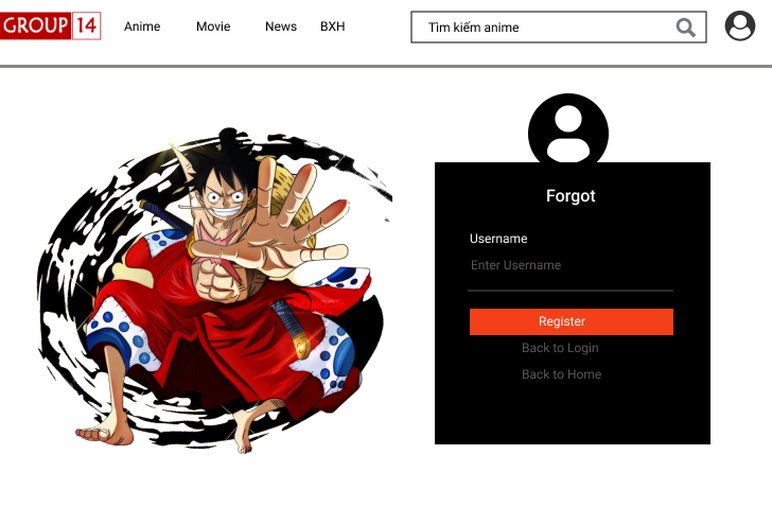 GROUP 14
Anime Movie News BXH
Tìm kiếm anime
Forgot
Username
Enter Username
Register
Back to Login
Back to Home